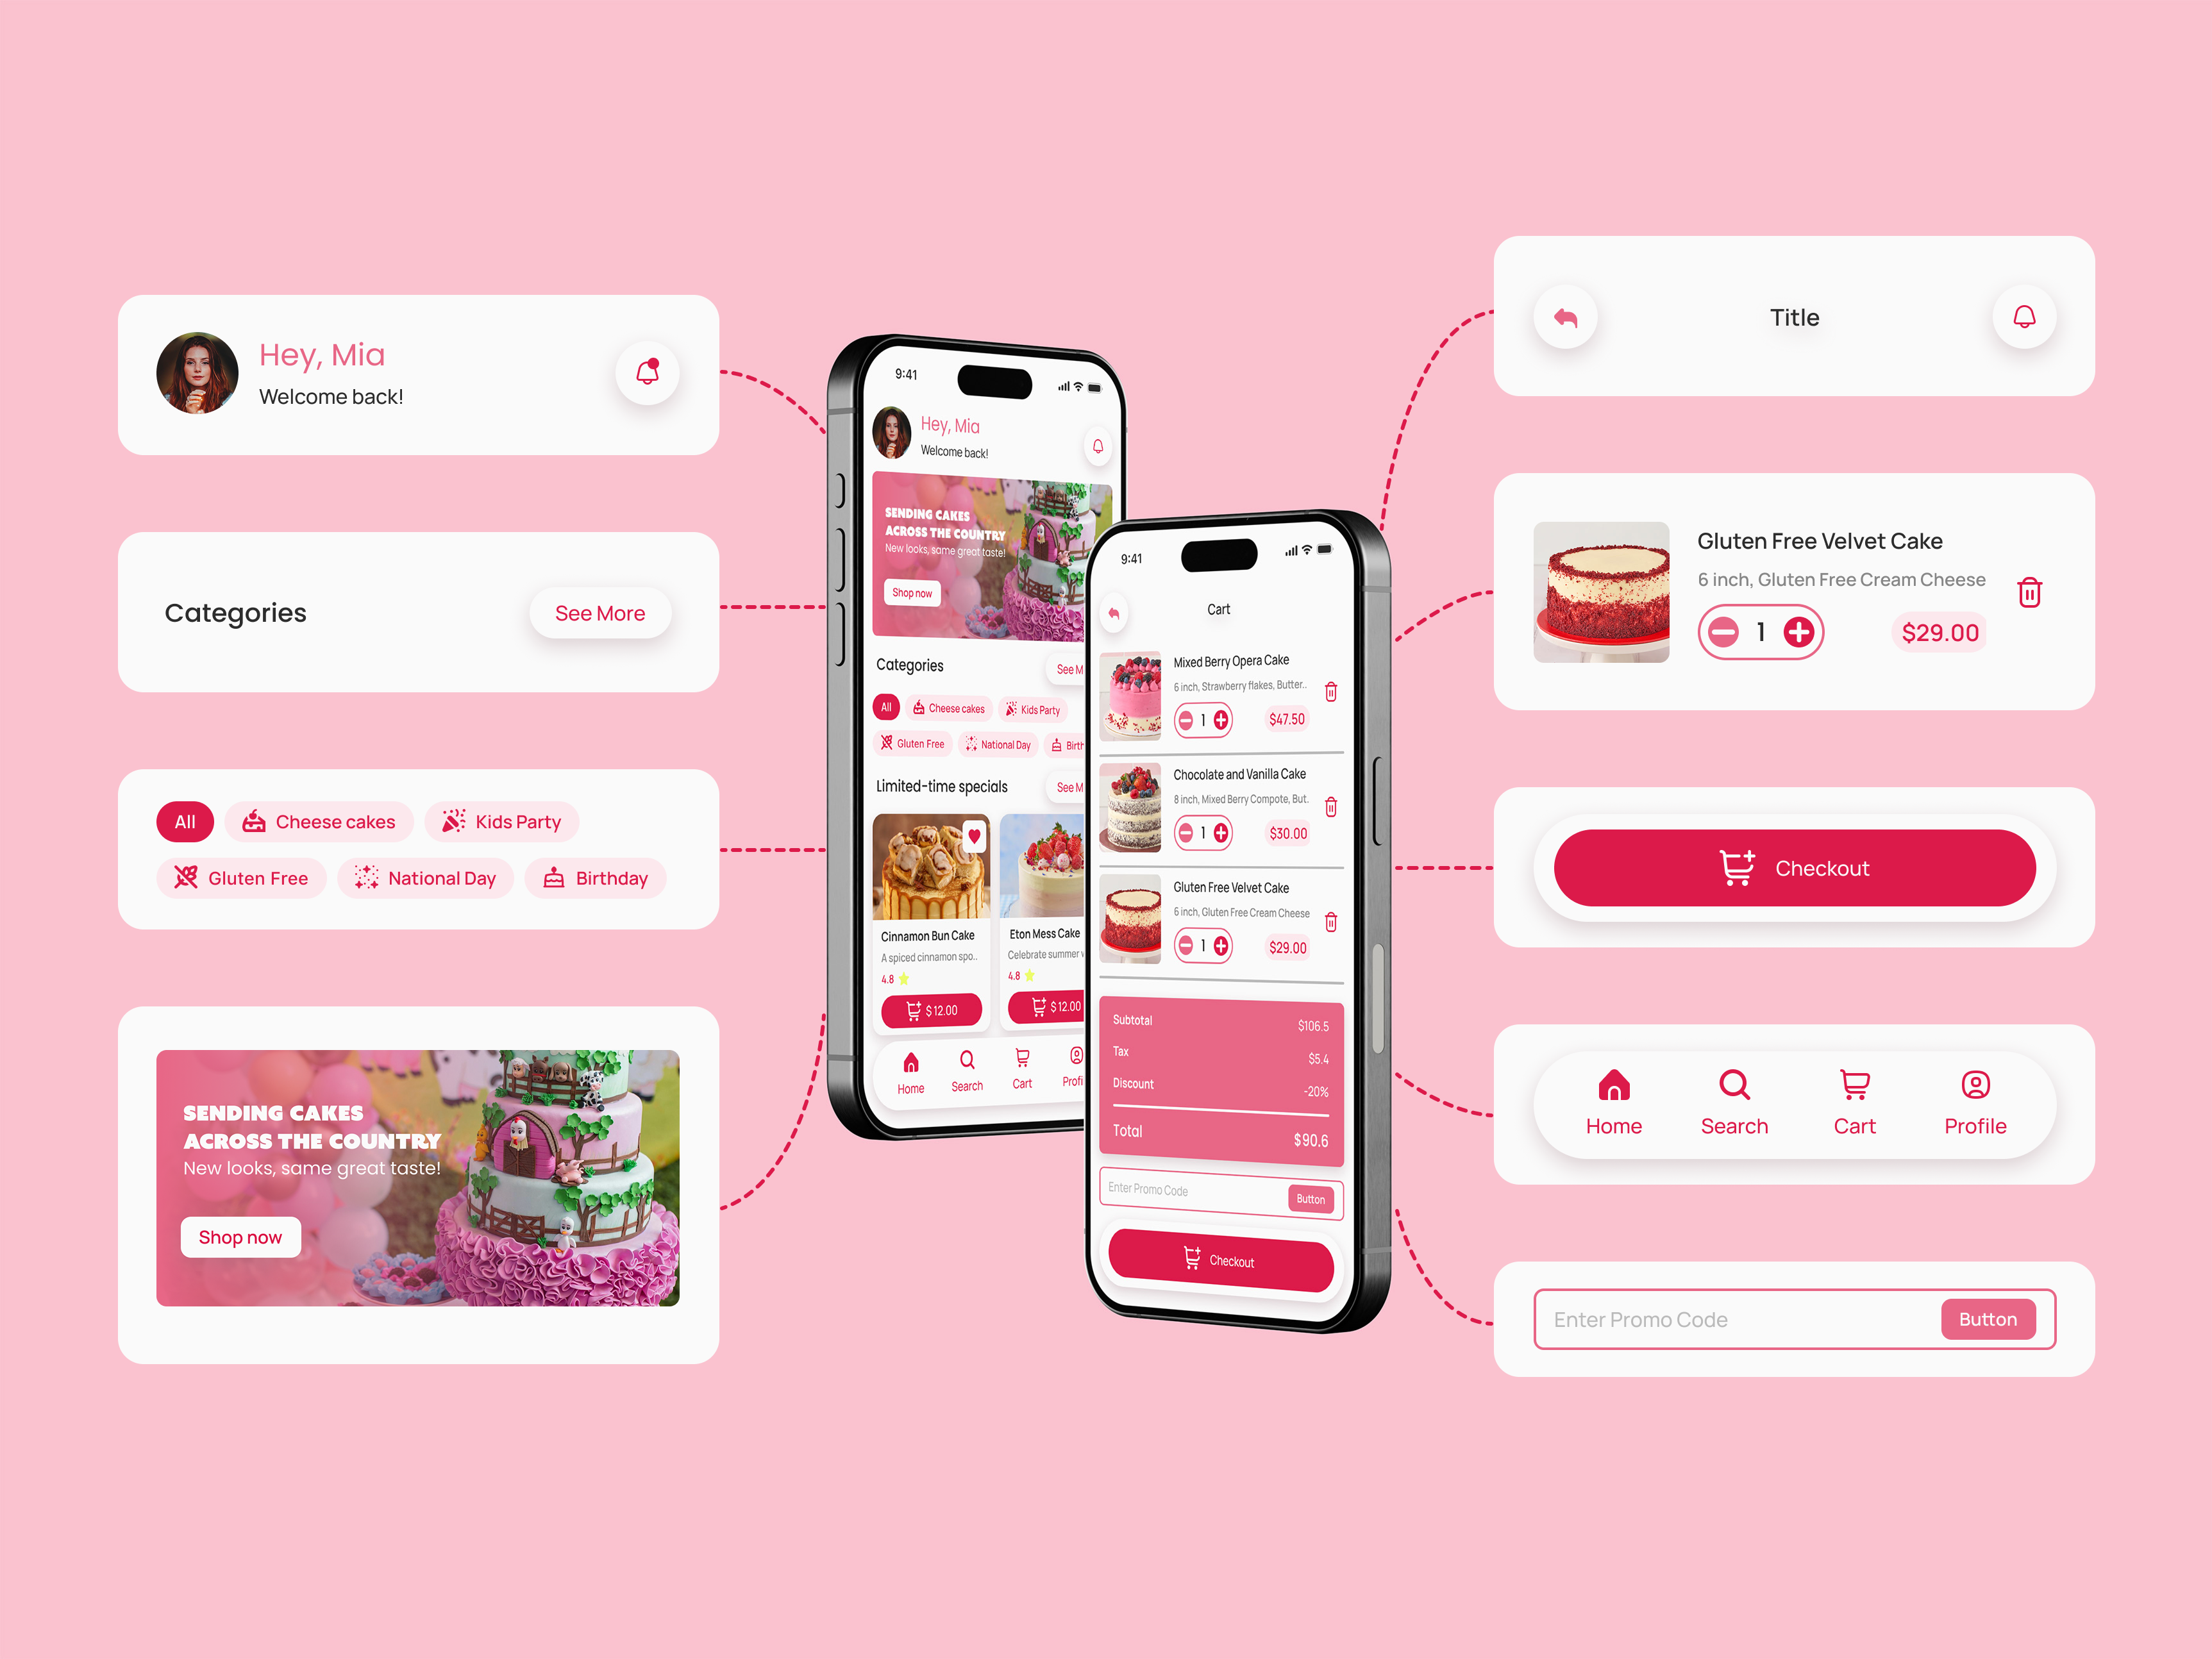 Hey, Mia
Welcome back!
Categories
See More
All
Cheese cakes
Kids Party
Gluten Free
National Day
Birthday
SENDING CAKES
ACROSS THE COUNTRY
New looks, same great taste!
Shop now
9:41
Hey, Mia
Welcome back!
SENDING CAKES
ACROSS THE COUNTRY
New looks, same great taste!
Shop now
Categories
See M
All
Cheese cakes
Kids Party
Gluten Free
National Day
Birth
Limited-time specials
See M
Cinnamon Bun Cake
A spiced cinnamon spo..
4.8
$ 12.00
Eton Mess Cake
Celebrate summer
4.8
$ 12.00
Home
Search
Cart
Profi
9:41
Cart
Mixed Berry Opera Cake
6 inch, Strawberry flakes, Butter..
1
$47.50
Chocolate and Vanilla Cake
8 inch, Mixed Berry Compote, But.
1
$30.00
Gluten Free Velvet Cake
6 inch, Gluten Free Cream Cheese
1
$29.00
Subtotal $106.5
Tax $5.4
Discount -20%
Total $90.6
Enter Promo Code
Button
Checkout
Title
Gluten Free Velvet Cake
6 inch, Gluten Free Cream Cheese
1
$29.00
Checkout
Home
Search
Cart
Profile
Enter Promo Code
Button